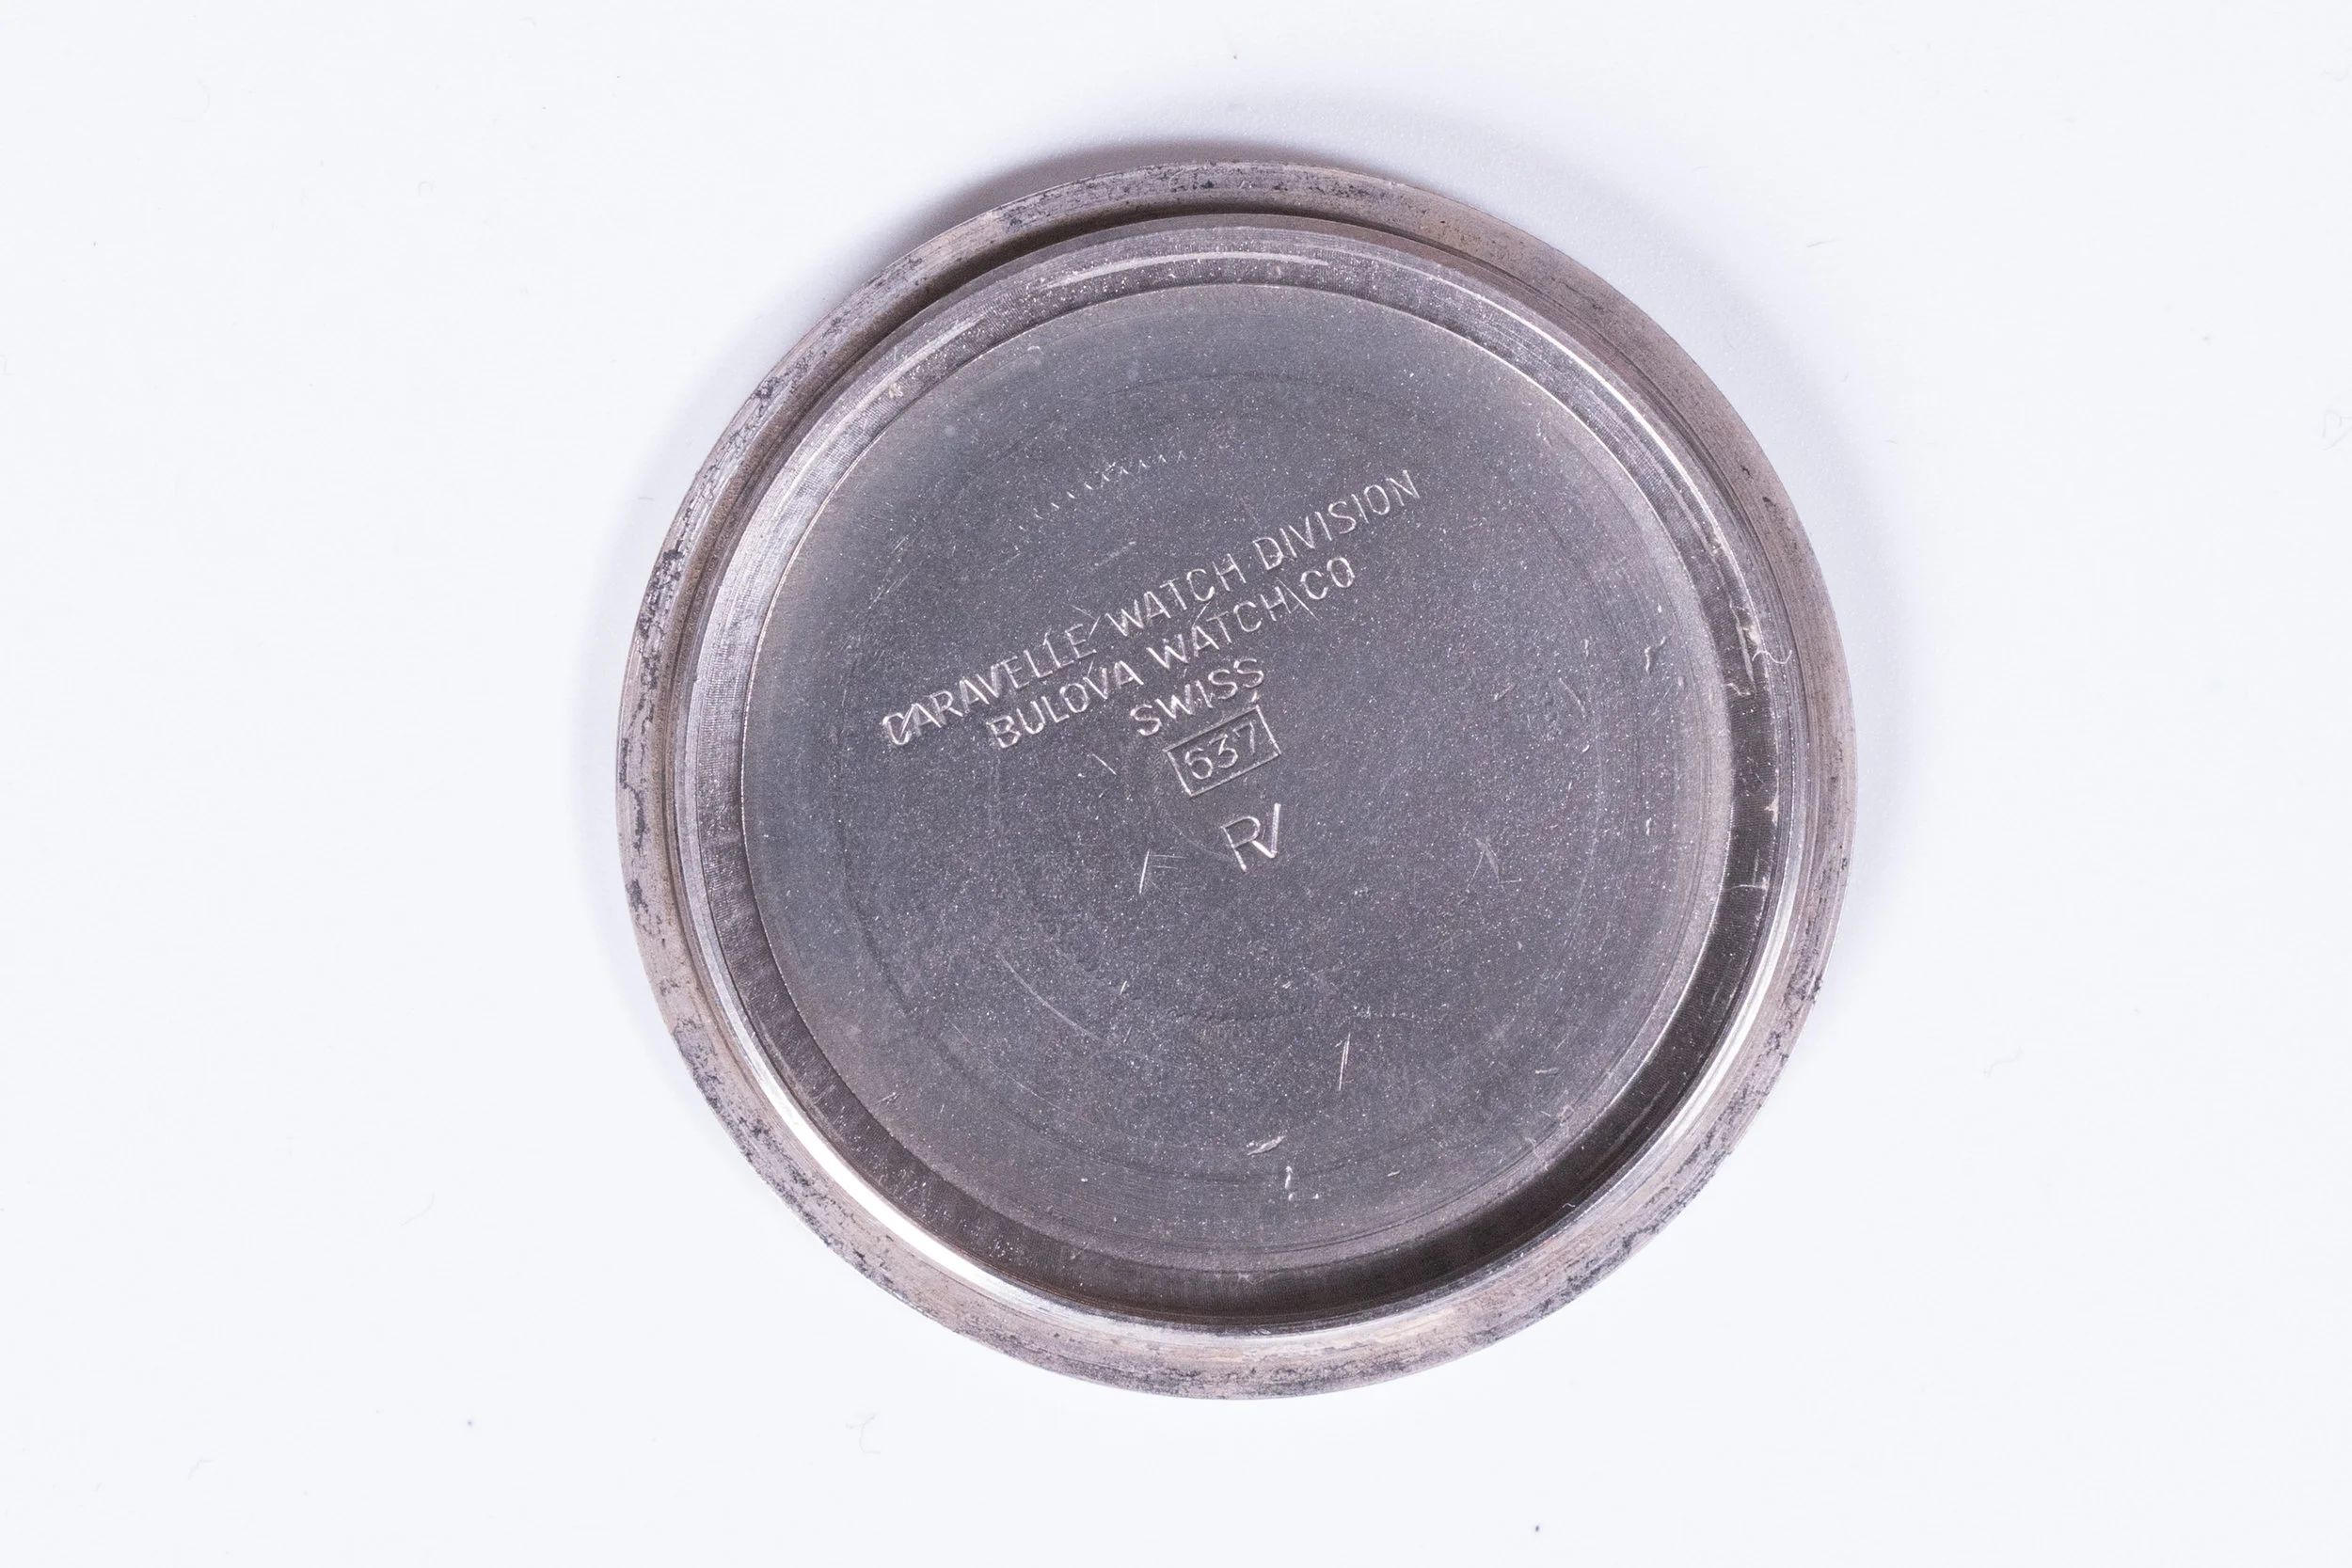 CARAVELLE WATCH DIVISION
BULOVA WATCH CO
SWISS
637
RV